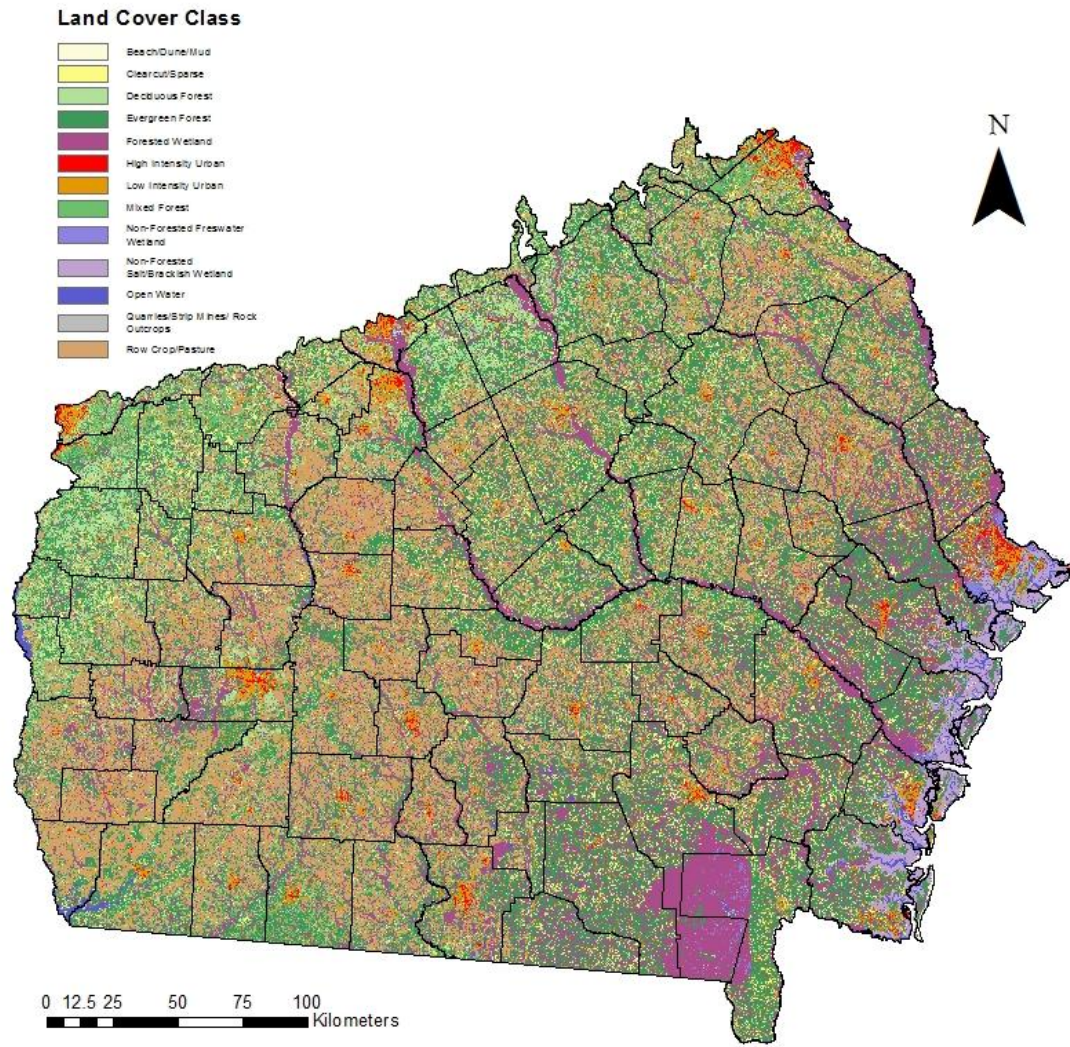 Land Cover Class
Beach/Dune/Mud
Clearcut/Sparse
Deciduous Forest
Evergreen Forest
Forested Wetland
High Intensity Urban
Low Intensity Urban
Mixed Forest
Non-Forested Freswater
Wetland
Non-Forested
Salt/Brackish Wetland
Open Water
Quarries/Strip Mines/ Rock
Outcrops
Row Crop/Pasture
N
0 12.5 25 50 75 100
Kilometers